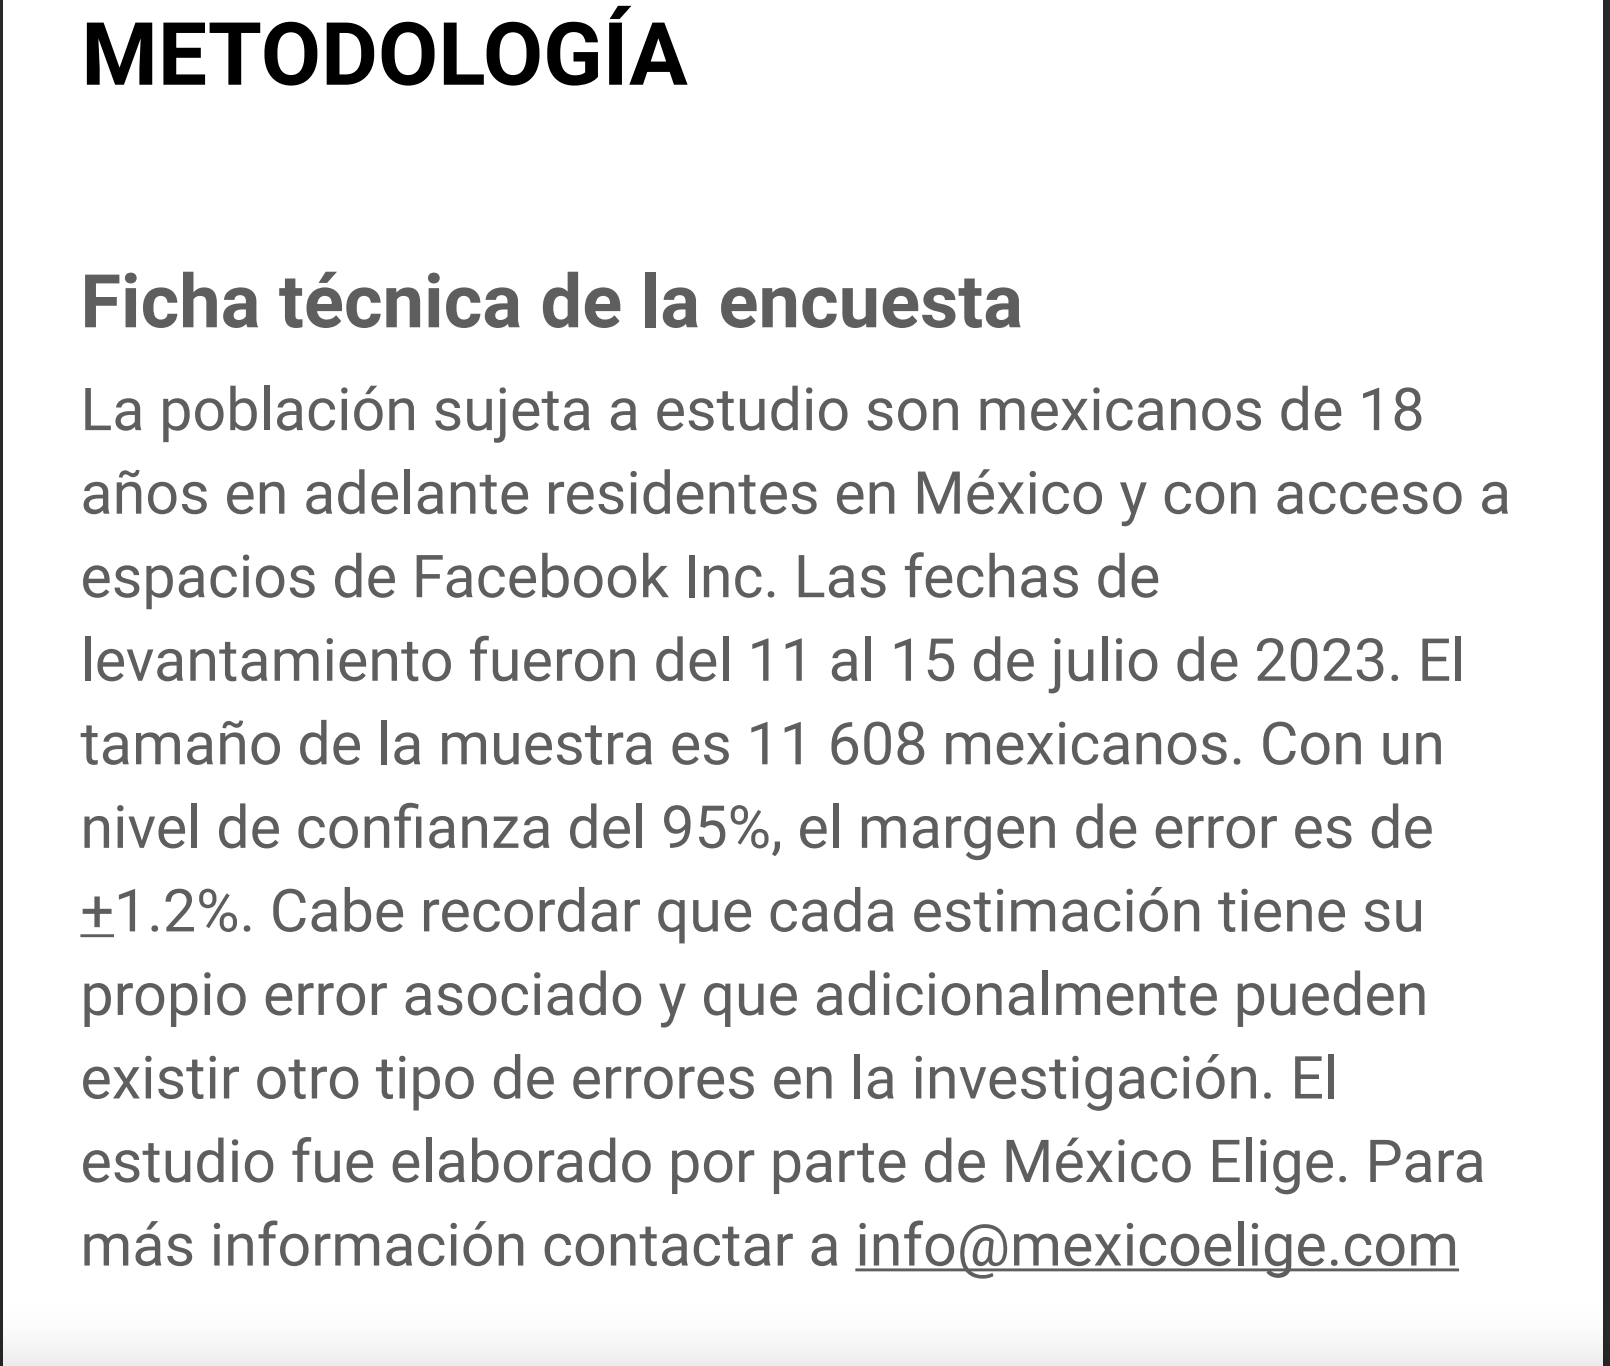 METODOLOGÍA
Ficha técnica de la encuesta
La población sujeta a estudio son mexicanos de 18
años en adelante residentes en México y con acceso a
espacios de Facebook Inc. Las fechas de
levantamiento fueron del 11 al 15 de julio de 2023. El
tamaño de la muestra es 11 608 mexicanos. Con un
nivel de confianza del 95%, el margen de error es de
±1.2%. Cabe recordar que cada estimación tiene su
propio error asociado y que adicionalmente pueden
existir otro tipo de errores en la investigación. El
estudio fue elaborado por parte de México Elige. Para
más información contactar a info@mexicoelige.com